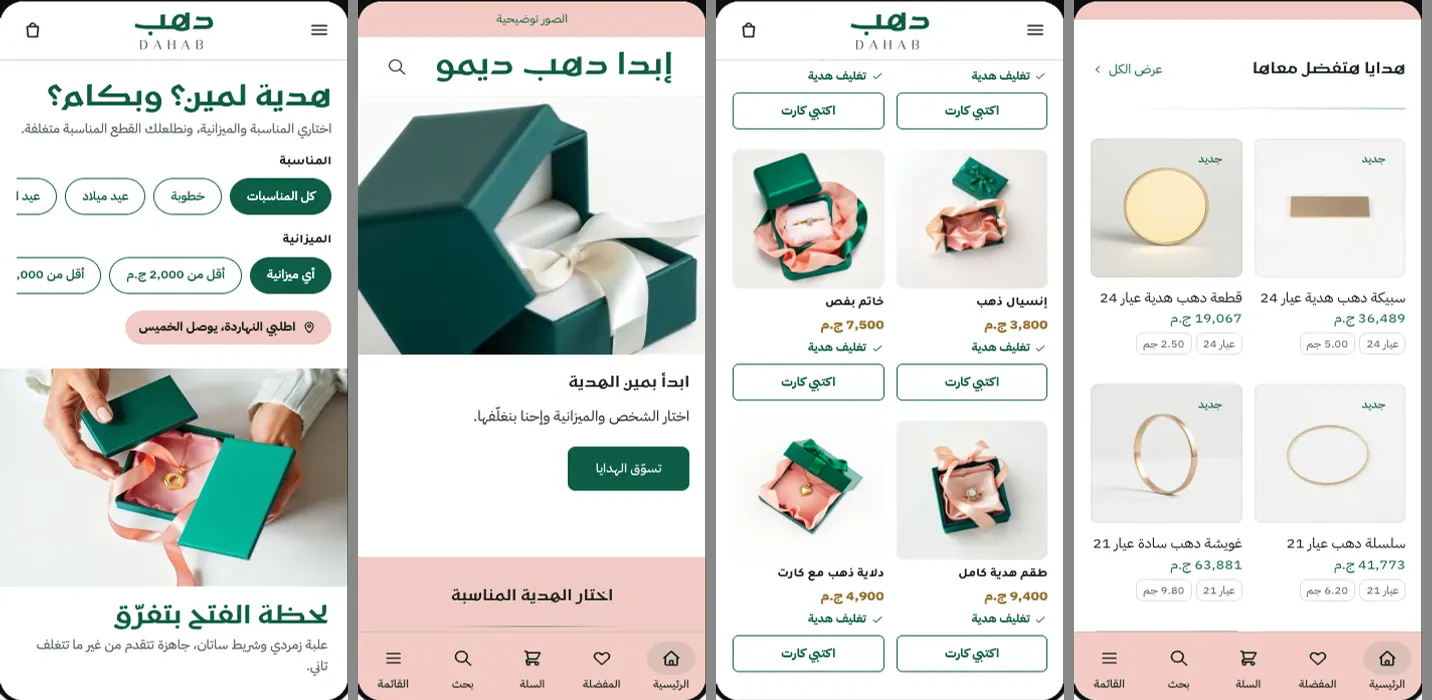 دهب
DAHAB
هدية لمين؟ وبكام؟
اختاري المناسبة والميزانية، ونطلعلك القطع المناسبة متغلفة.
المناسبة
كل المناسبات
خطوبة
عيد ميلاد
عيد ا
الميزانية
أي ميزانية
أقل من 2,000 ج.م
أقل من 000,
اطلبي النهاردة، يوصل الخميس
لحظة الفتح بتفرّق
علبة زمردي وشريط ساتان، جاهزة تتقدم من غير ما تتغلف
تاني.
الصور توضيحية
إبدا دهب ديمو
ابدأ بمين الهدية
اختار الشخص والميزانية وإحنا بنغلّفها.
تسوّق الهدايا
اختار الهدية المناسبة
الرئيسية
المفضلة
السلة
بحث
القائمة
دهب
DAHAB
تغليف هدية
تغليف هدية
اكتبي كارت
اكتبي كارت
إنسيال ذهب
خاتم بفص
3,800 ج.م
7,500 ج.م
تغليف هدية
تغليف هدية
اكتبي كارت
اكتبي كارت
طقم هدية كامل
دلاية ذهب مع كارت
9,400 ج.م
4,900 ج.م
تغليف هدية
تغليف هدية
اكتبي كارت
اكتبي كارت
هدايا هتفضل معاها
عرض الكل
جديد
جديد
سبيكة دهب هدية عيار 24
قطعة دهب هدية عيار 24
36,489 ج.م
19,067 ج.م
عيار 24
5.00 جم
عيار 24
2.50 جم
جديد
جديد
سلسلة دهب عيار 21
غويشة دهب سادة عيار 21
41,773 ج.م
63,881 ج.م
عيار 21
6.20 جم
عيار 21
9.80 جم
الرئيسية
المفضلة
السلة
بحث
القائمة